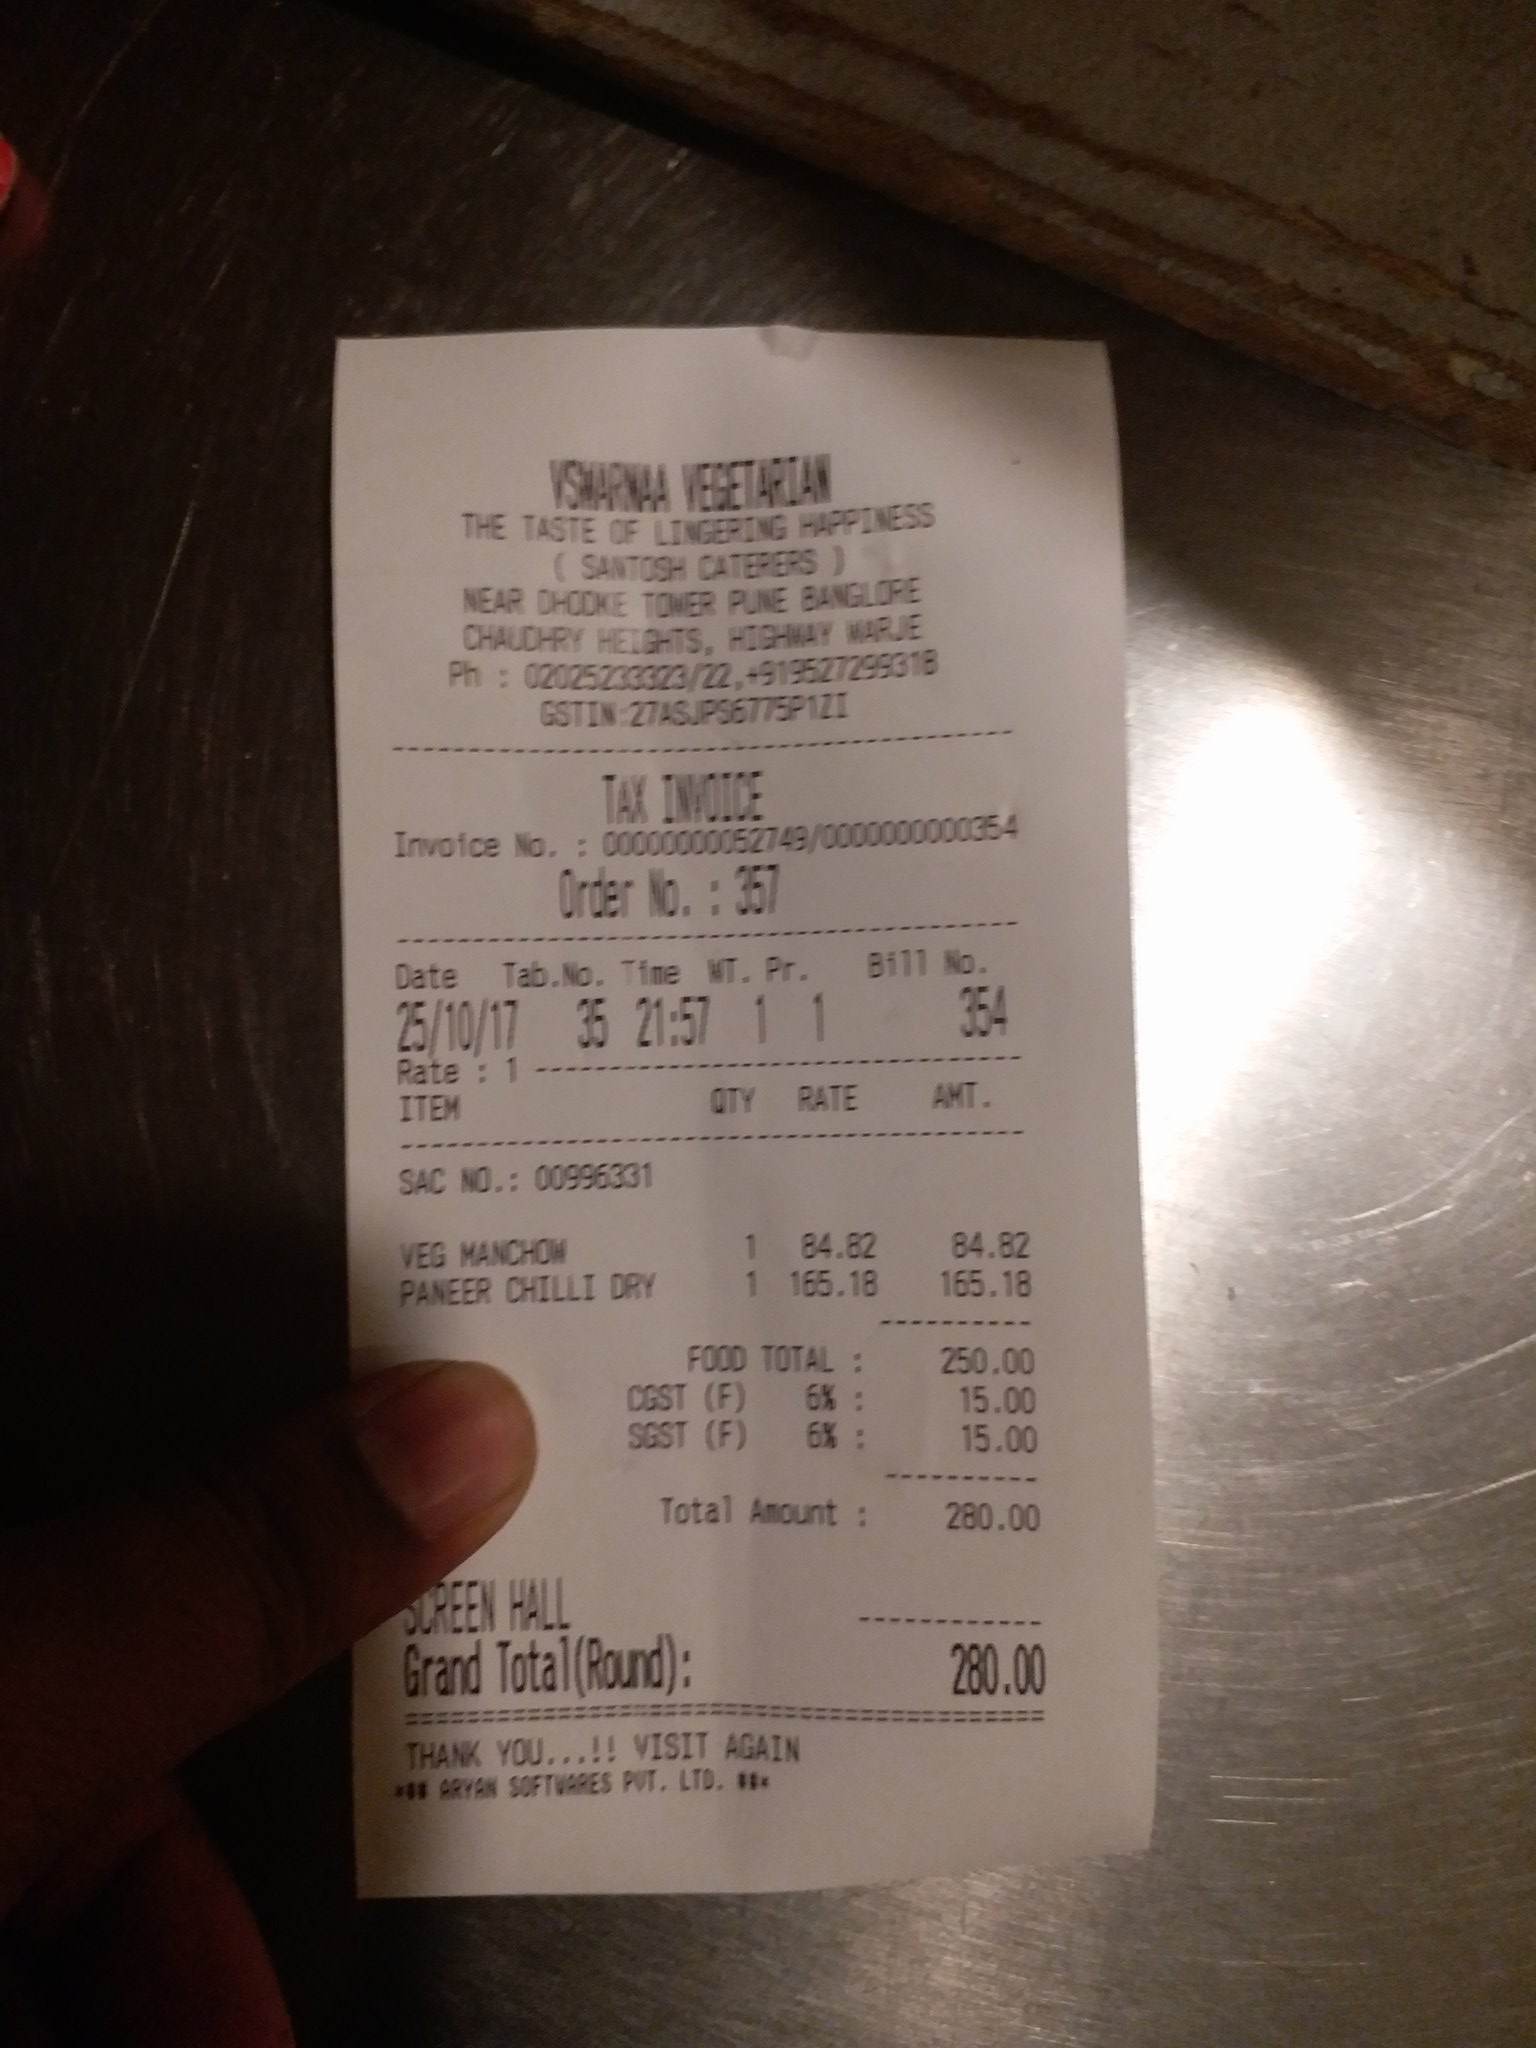 VSWARNAA VEGETARIAN
THE TASTE OF LINGERING HAPPINESS
( SANTOSH CATERERS )
NEAR DHODKE TOWER PUNE BANGLORE
CHAUDHRY HEIGHTS, HIGHWAY WARJE
Ph : 02025233323/22,+919527299318
GSTIN:27ASJPS6775P1ZI
TAX INVOICE
Invoice No. : 00000000052749/0000000000354
Order No. : 357
Date Tab.No. Time WT. Pr. Bill No.
25/10/17 35 21:57 1 1 354
Rate : 1
ITEM QTY RATE AMT.
SAC NO.: 00996331
VEG MANCHOW 1 84.82 84.82
PANEER CHILLI DRY 1 165.18 165.18
FOOD TOTAL : 250.00
CGST (F) 6% : 15.00
SGST (F) 6% : 15.00
Total Amount : 280.00
SCREEN HALL
Grand Total(Round): 280.00
THANK YOU...!! VISIT AGAIN
*## ARYAN SOFTWARES PVT. LTD. ##*